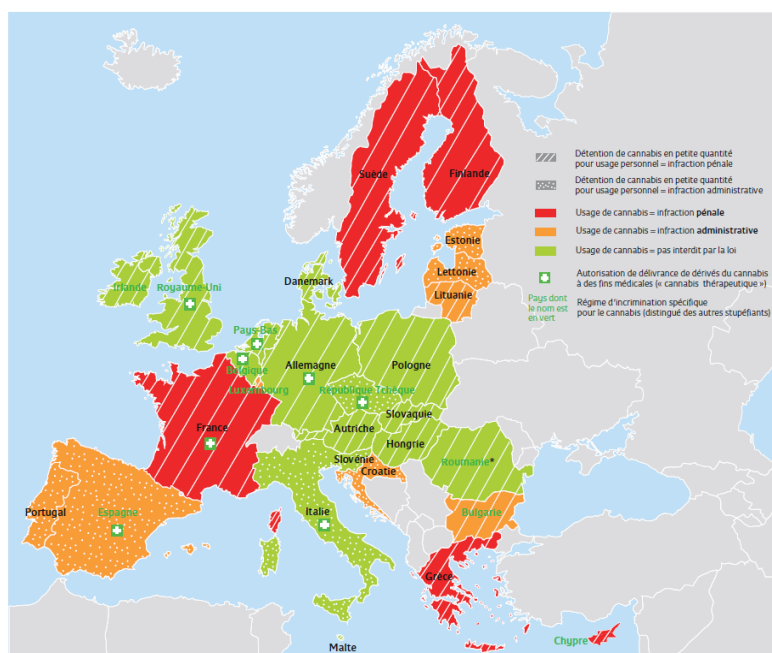 Suède
Finlande
Détention de cannabis en petite quantité
pour usage personnel = infraction pénale
Détention de cannabis en petite quantité
pour usage personnel = infraction administrative
Usage de cannabis = infraction pénale
Usage de cannabis = infraction administrative
Usage de cannabis = pas interdit par la loi
Autorisation de délivrance de dérivés du cannabis
à des fins médicales (« cannabis thérapeutique »)
Pays dont
le nom est
en vert
Régime d'incrimination spécifique
pour le cannabis (distingué des autres stupéfiants)
Estonie
Lettonie
Lituanie
Danemark
Irlande
Royaume-Uni
Pays-Bas
Belgique
Allemagne
Pologne
Luxembourg
République Tchèque
Slovaquie
France
Autriche
Hongrie
Slovénie
Croatie
Roumanie*
Bulgarie
Portugal
Espagne
Italie
Grèce
Chypre
Malte